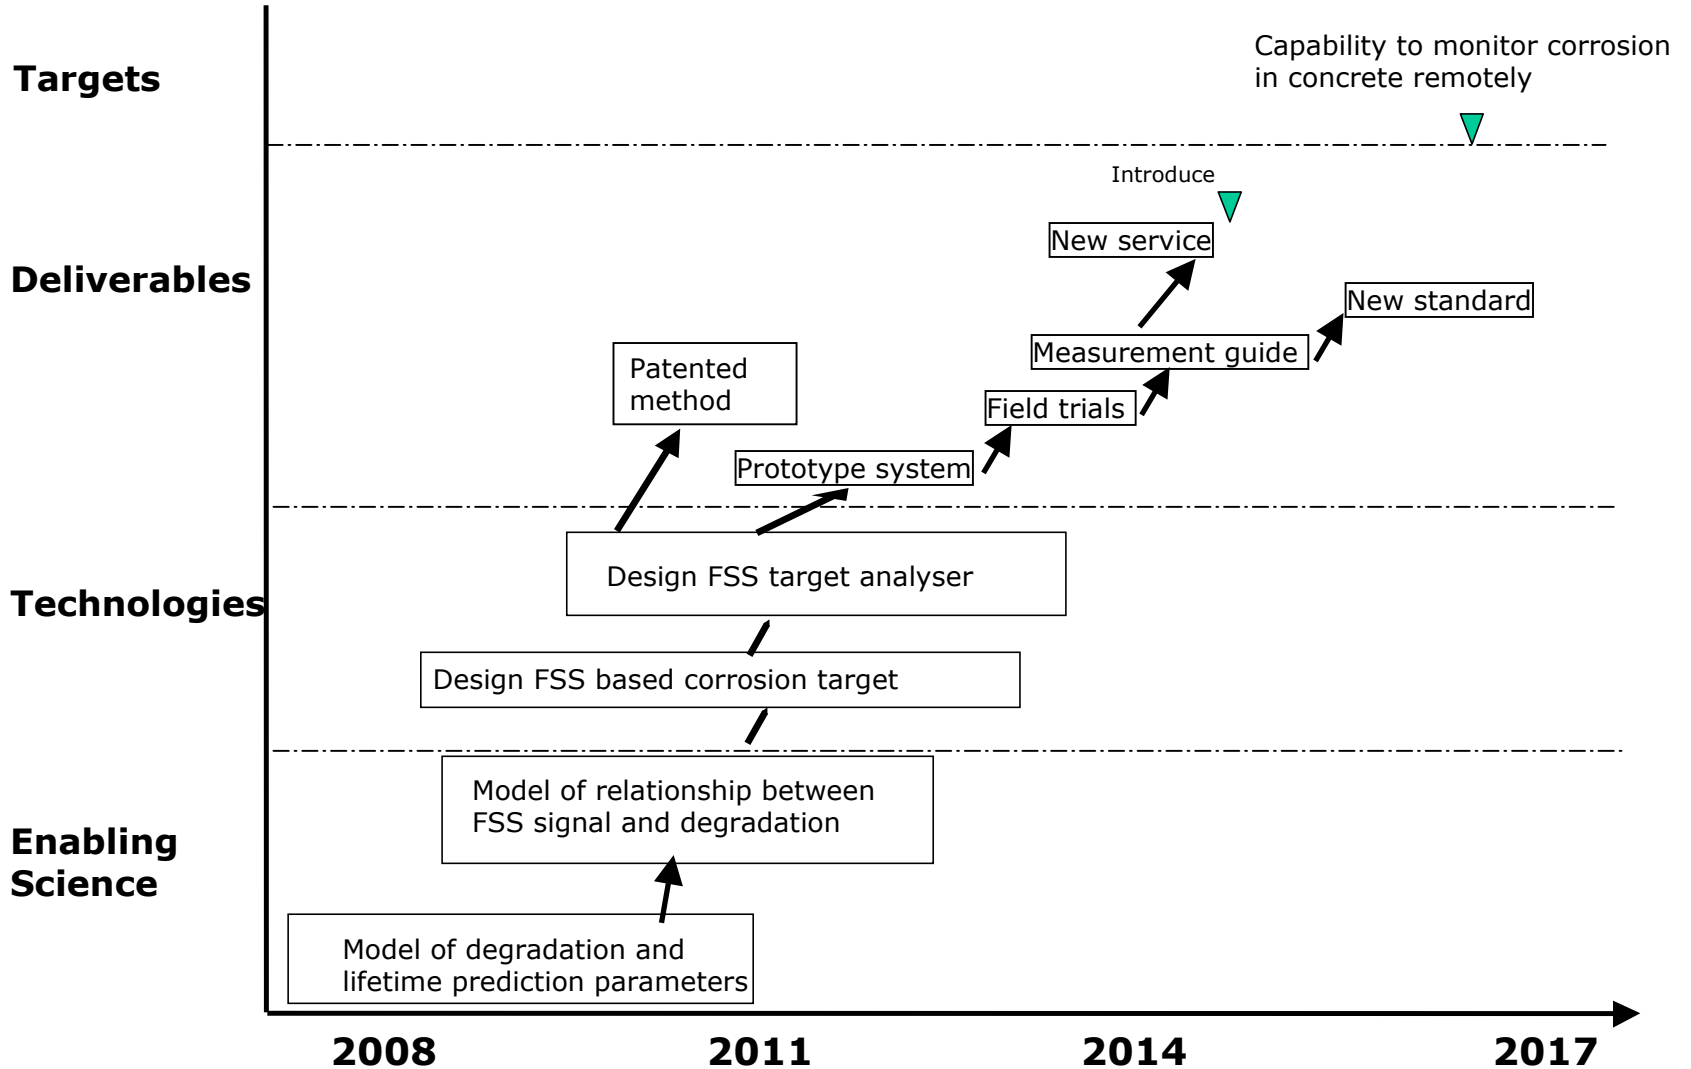 Targets
Capability to monitor corrosion
in concrete remotely
Introduce
New service
Deliverables
New standard
Measurement guide
Patented
method
Field trials
Prototype system
Technologies
Design FSS target analyser
Design FSS based corrosion target
Enabling
Science
Model of relationship between
FSS signal and degradation
Model of degradation and
lifetime prediction parameters
2008
2011
2014
2017